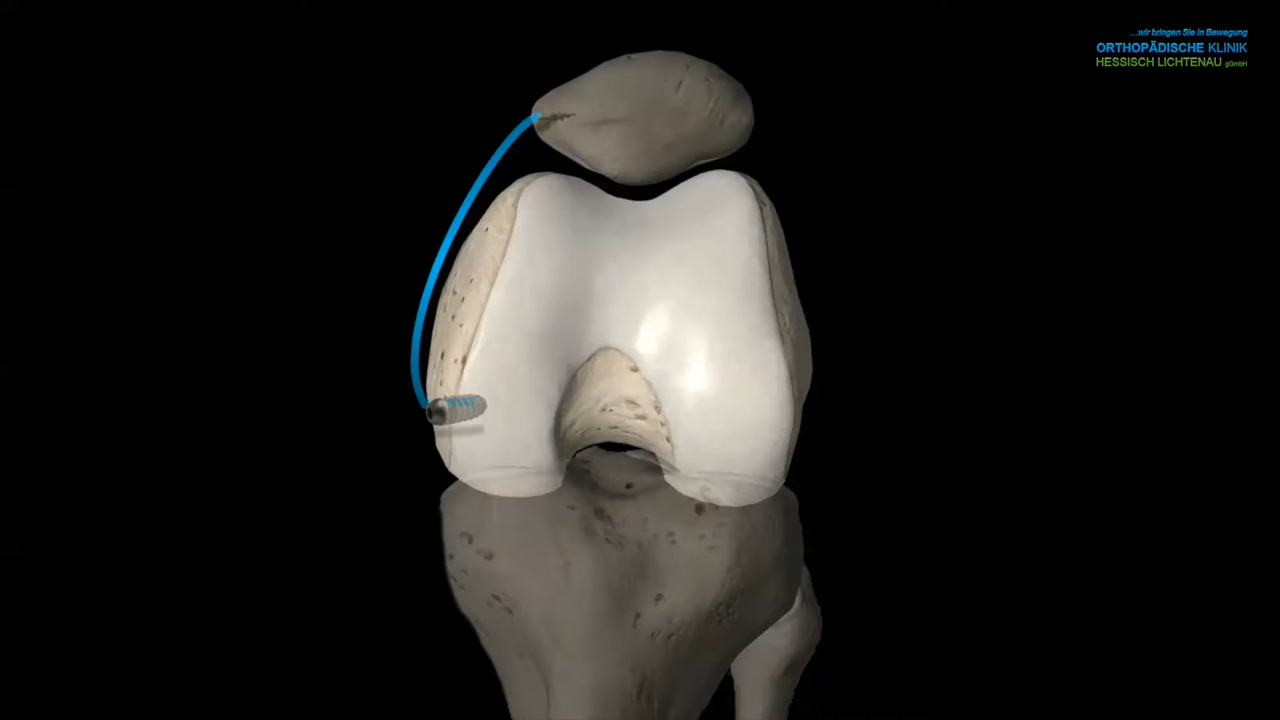 ...wir bringen Sie in Bewegung
ORTHOPÄDISCHE KLINIK
HESSISCH LICHTENAU gGmbH